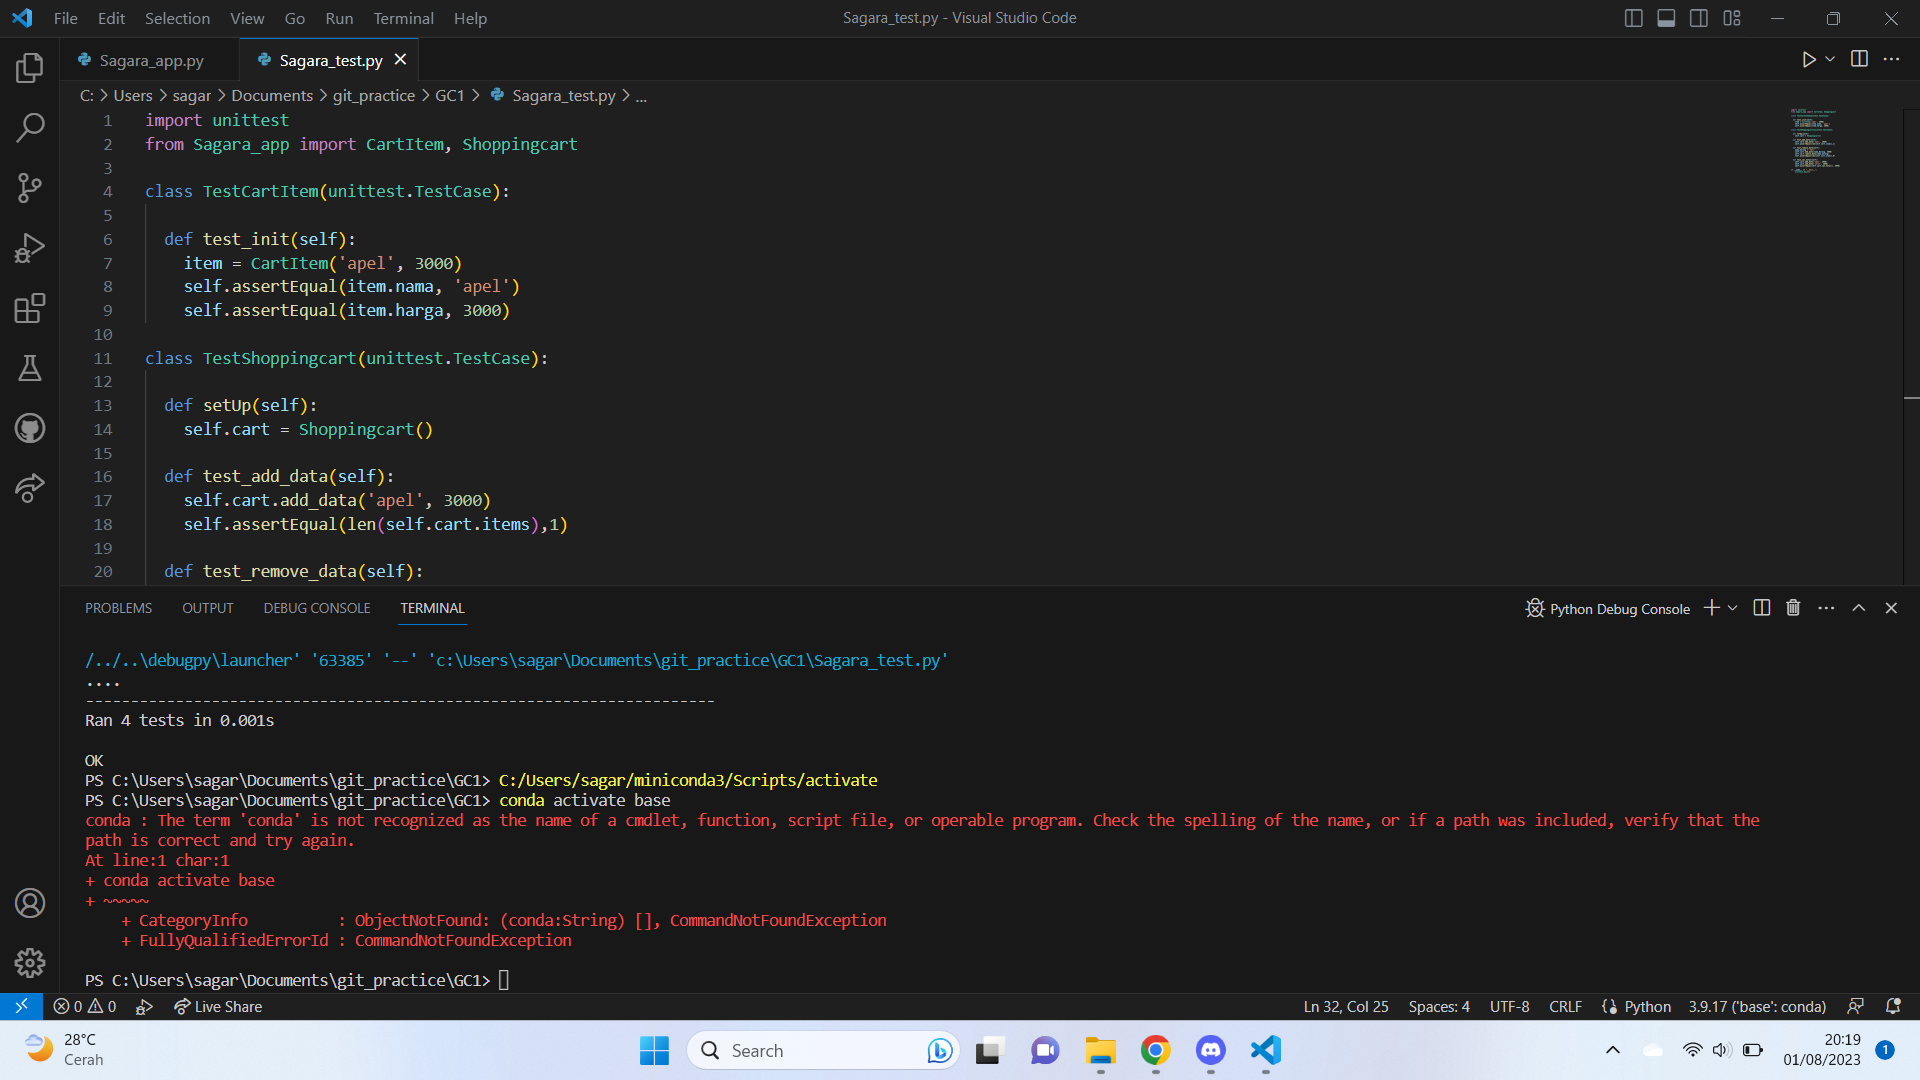 File Edit Selection View Go Run Terminal Help
Sagara_test.py - Visual Studio Code
Sagara_app.py
Sagara_test.py
C: > Users > sagar > Documents > git_practice > GC1 > Sagara_test.py > ...
1 import unittest
2 from Sagara_app import CartItem, Shoppingcart
3
4 class TestCartItem(unittest.TestCase):
5
6 def test_init(self):
7 item = CartItem('apel', 3000)
8 self.assertEqual(item.nama, 'apel')
9 self.assertEqual(item.harga, 3000)
10
11 class TestShoppingcart(unittest.TestCase):
12
13 def setUp(self):
14 self.cart = Shoppingcart()
15
16 def test_add_data(self):
17 self.cart.add_data('apel', 3000)
18 self.assertEqual(len(self.cart.items),1)
19
20 def test_remove_data(self):
PROBLEMS OUTPUT DEBUG CONSOLE TERMINAL
Python Debug Console
/../..\debugpy\launcher' '63385' '--' 'c:\Users\sagar\Documents\git_practice\GC1\Sagara_test.py'
....
----------------------------------------------------------------------
Ran 4 tests in 0.001s
OK
PS C:\Users\sagar\Documents\git_practice\GC1> C:/Users/sagar/miniconda3/Scripts/activate
PS C:\Users\sagar\Documents\git_practice\GC1> conda activate base
conda : The term 'conda' is not recognized as the name of a cmdlet, function, script file, or operable program. Check the spelling of the name, or if a path was included, verify that the
path is correct and try again.
At line:1 char:1
+ conda activate base
+ ~~~~~
+ CategoryInfo : ObjectNotFound: (conda:String) [], CommandNotFoundException
+ FullyQualifiedErrorId : CommandNotFoundException
PS C:\Users\sagar\Documents\git_practice\GC1>
0 0 Live Share
Ln 32, Col 25 Spaces: 4 UTF-8 CRLF Python 3.9.17 ('base': conda)
28°C
Cerah
Search
20:19
01/08/2023
1